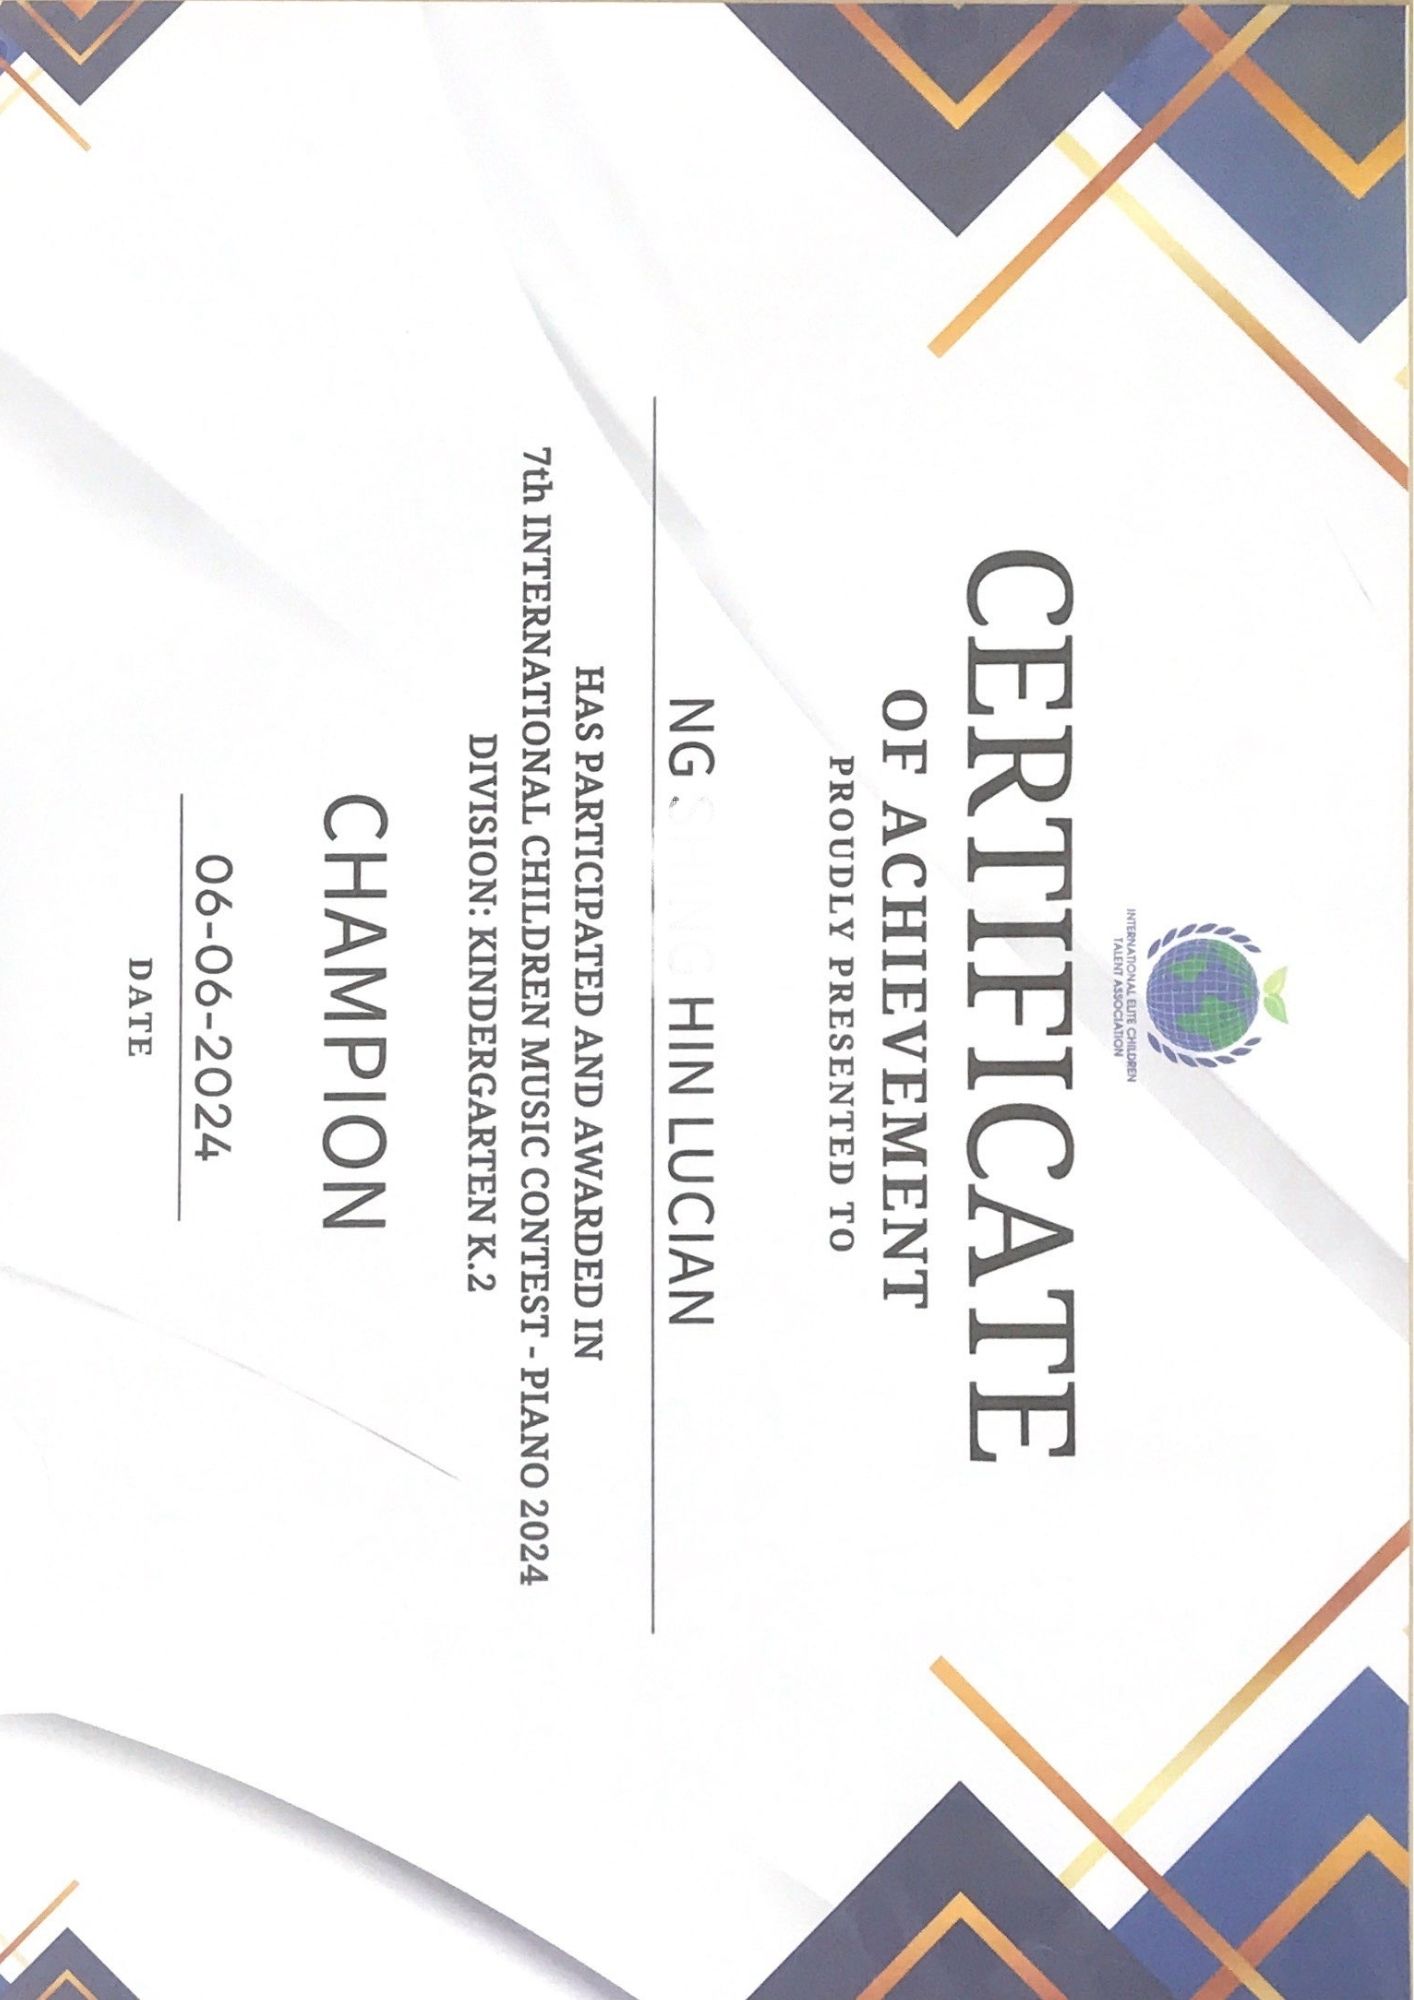 INTERNATIONAL ELITE CHILDREN
TALENT ASSOCIATION
CERTIFICATE
OF ACHIEVEMENT
PROUDLY PRESENTED TO
NG SHING HIN LUCIAN
HAS PARTICIPATED AND AWARDED IN
7th INTERNATIONAL CHILDREN MUSIC CONTEST - PIANO 2024
DIVISION: KINDERGARTEN K.2
CHAMPION
06-06-2024
DATE